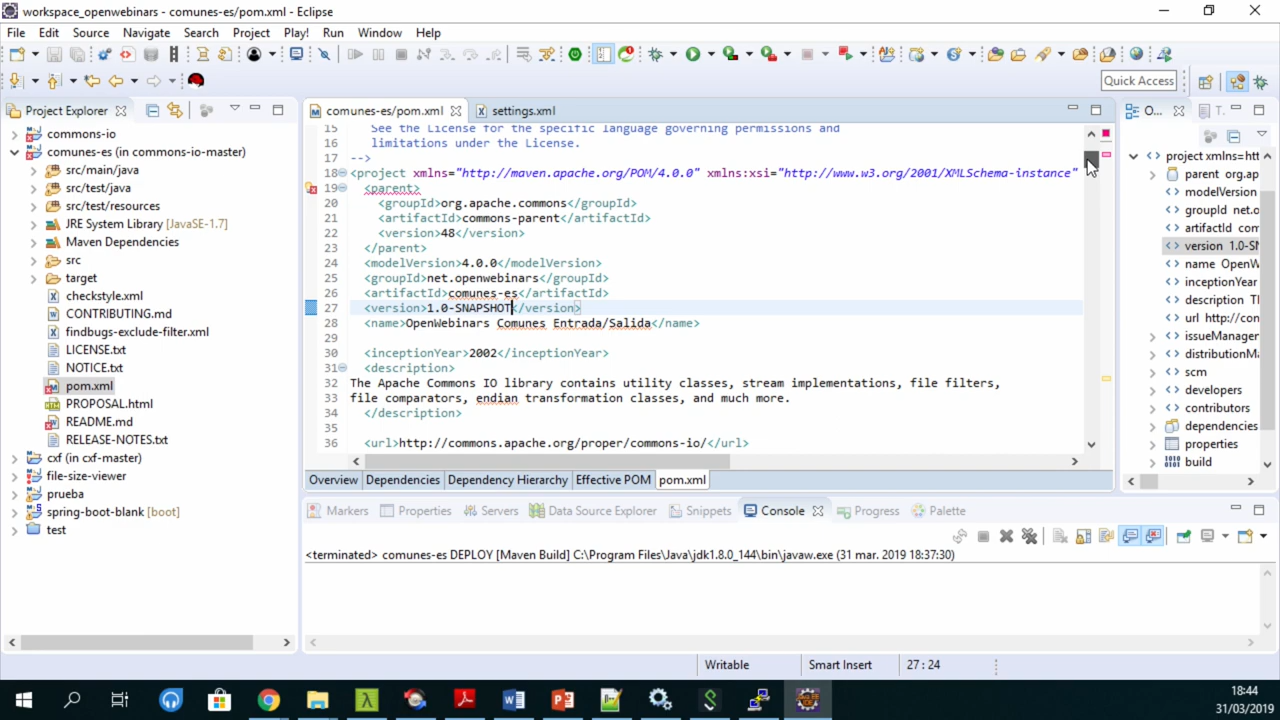 workspace_openwebinars - comunes-es/pom.xml - Eclipse
File Edit Source Navigate Search Project Play! Run Window Help
Quick Access
Project Explorer
commons-io
comunes-es (in commons-io-master)
src/main/java
src/test/java
src/test/resources
JRE System Library [JavaSE-1.7]
Maven Dependencies
src
target
checkstyle.xml
CONTRIBUTING.md
findbugs-exclude-filter.xml
LICENSE.txt
NOTICE.txt
pom.xml
PROPOSAL.html
README.md
RELEASE-NOTES.txt
cxf (in cxf-master)
file-size-viewer
prueba
spring-boot-blank [boot]
test
comunes-es/pom.xml settings.xml
15 See the License for the specific language governing permissions and
16 limitations under the License.
17 -->
18 <project xmlns="http://maven.apache.org/POM/4.0.0" xmlns:xsi="http://www.w3.org/2001/XMLSchema-instance"
19 <parent>
20 <groupId>org.apache.commons</groupId>
21 <artifactId>commons-parent</artifactId>
22 <version>48</version>
23 </parent>
24 <modelVersion>4.0.0</modelVersion>
25 <groupId>net.openwebinars</groupId>
26 <artifactId>comunes-es</artifactId>
27 <version>1.0-SNAPSHOT</version>
28 <name>OpenWebinars Comunes Entrada/Salida</name>
29
30 <inceptionYear>2002</inceptionYear>
31 <description>
32 The Apache Commons IO library contains utility classes, stream implementations, file filters,
33 file comparators, endian transformation classes, and much more.
34 </description>
35
36 <url>http://commons.apache.org/proper/commons-io/</url>
Overview Dependencies Dependency Hierarchy Effective POM pom.xml
O... T.
project xmlns=htt
parent org.ap
modelVersion
groupId net.o
artifactId com
version 1.0-SN
name OpenW
inceptionYear
description Tl
url http://con
issueManager
distributionMa
scm
developers
contributors
dependencies
properties
build
Markers Properties Servers Data Source Explorer Snippets Console Progress Palette
<terminated> comunes-es DEPLOY [Maven Build] C:\Program Files\Java\jdk1.8.0_144\bin\javaw.exe (31 mar. 2019 18:37:30)
Writable Smart Insert 27 : 24
18:44
31/03/2019